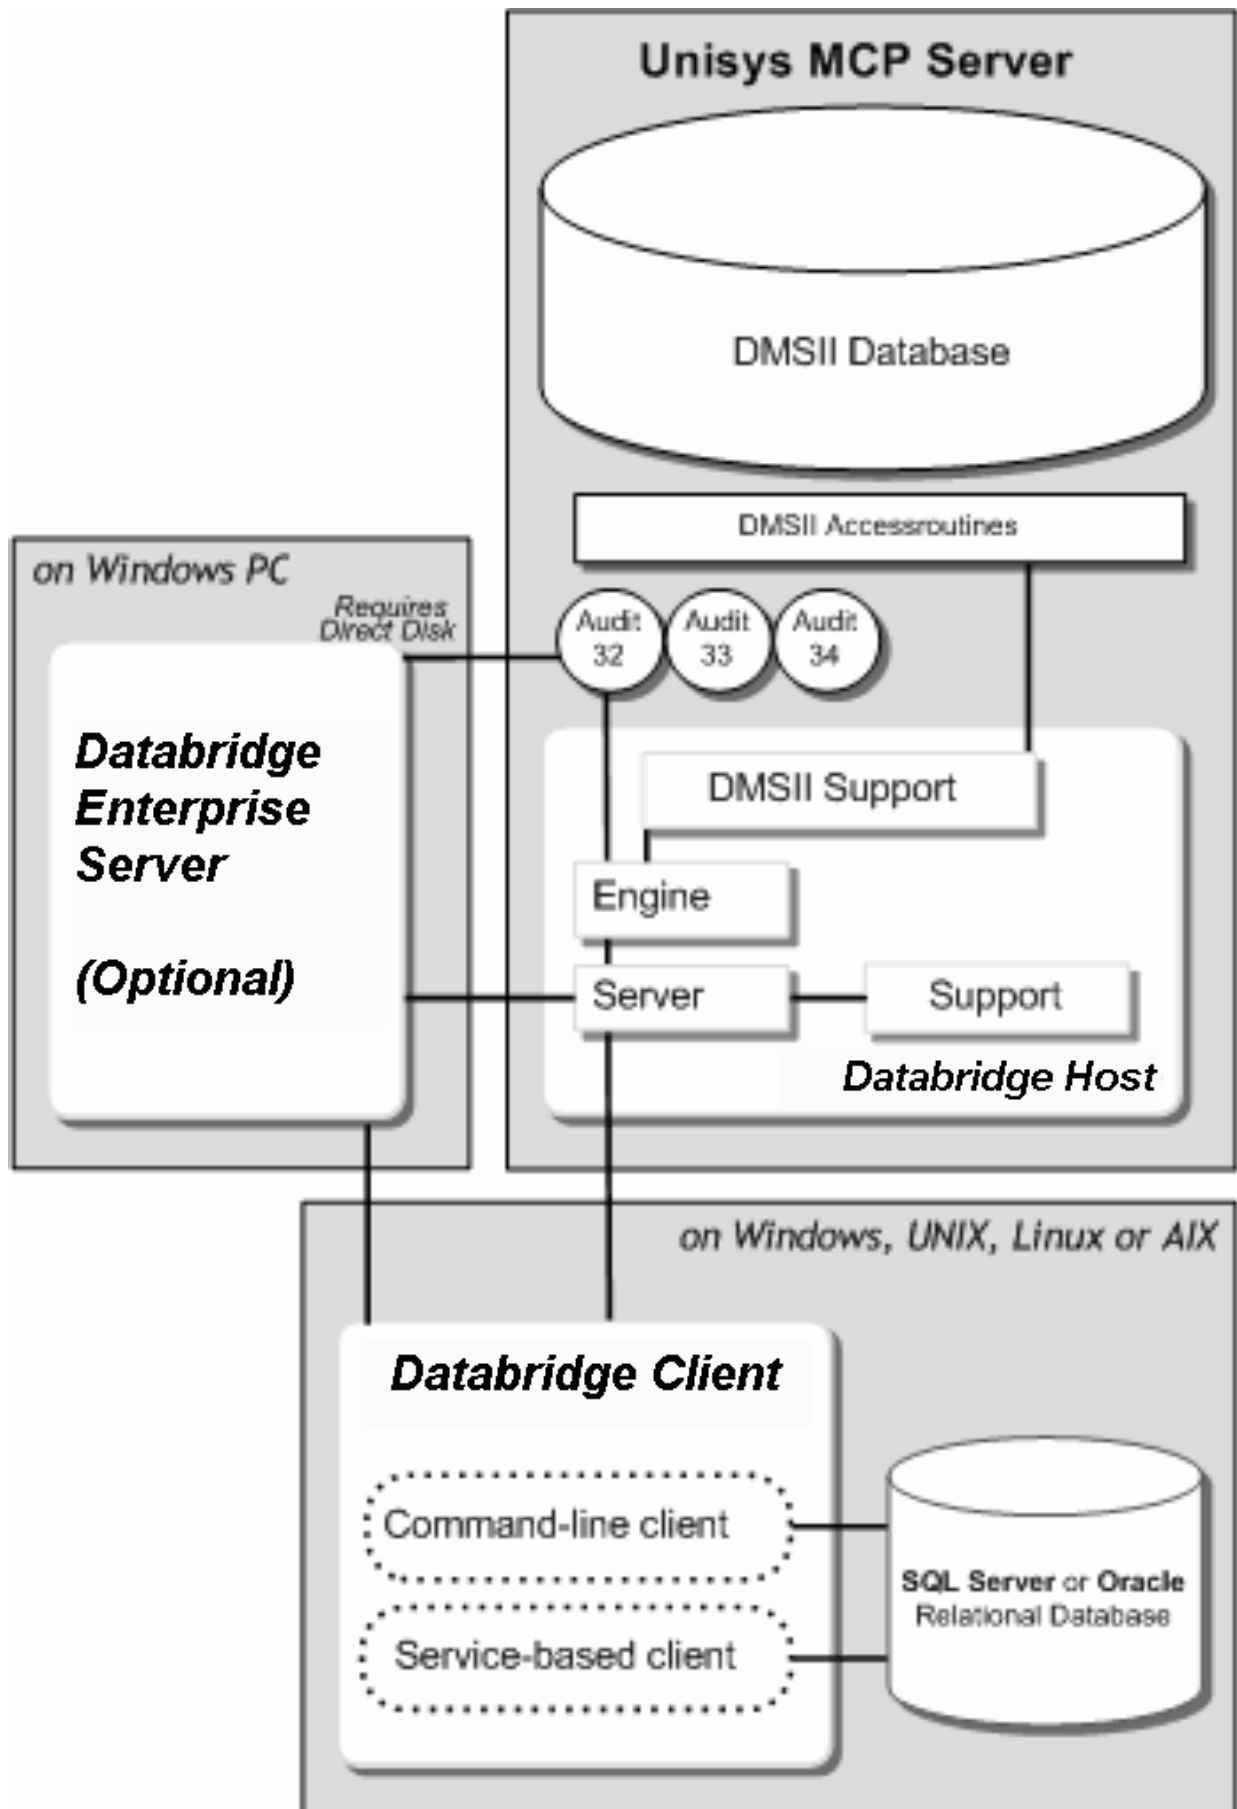 Unisys MCP Server
DMSII Database
DMSII Accessroutines
on Windows PC
Requires
Direct Disk
Audit
32
Audit
33
Audit
34
Databridge
Enterprise
Server
(Optional)
DMSII Support
Engine
Server
Support
Databridge Host
on Windows, UNIX, Linux or AIX
Databridge Client
Command-line client
Service-based client
SQL Server or Oracle
Relational Database